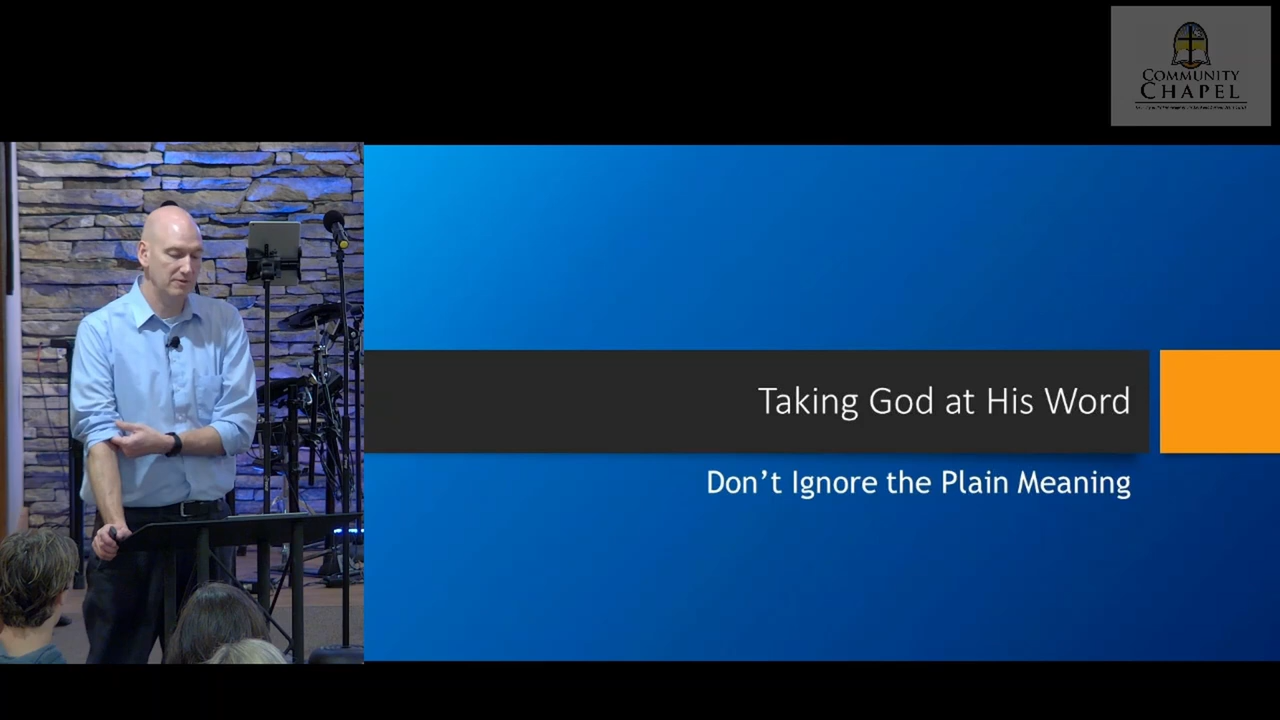 COMMUNITY
CHAPEL
Taking God at His Word
Don't Ignore the Plain Meaning